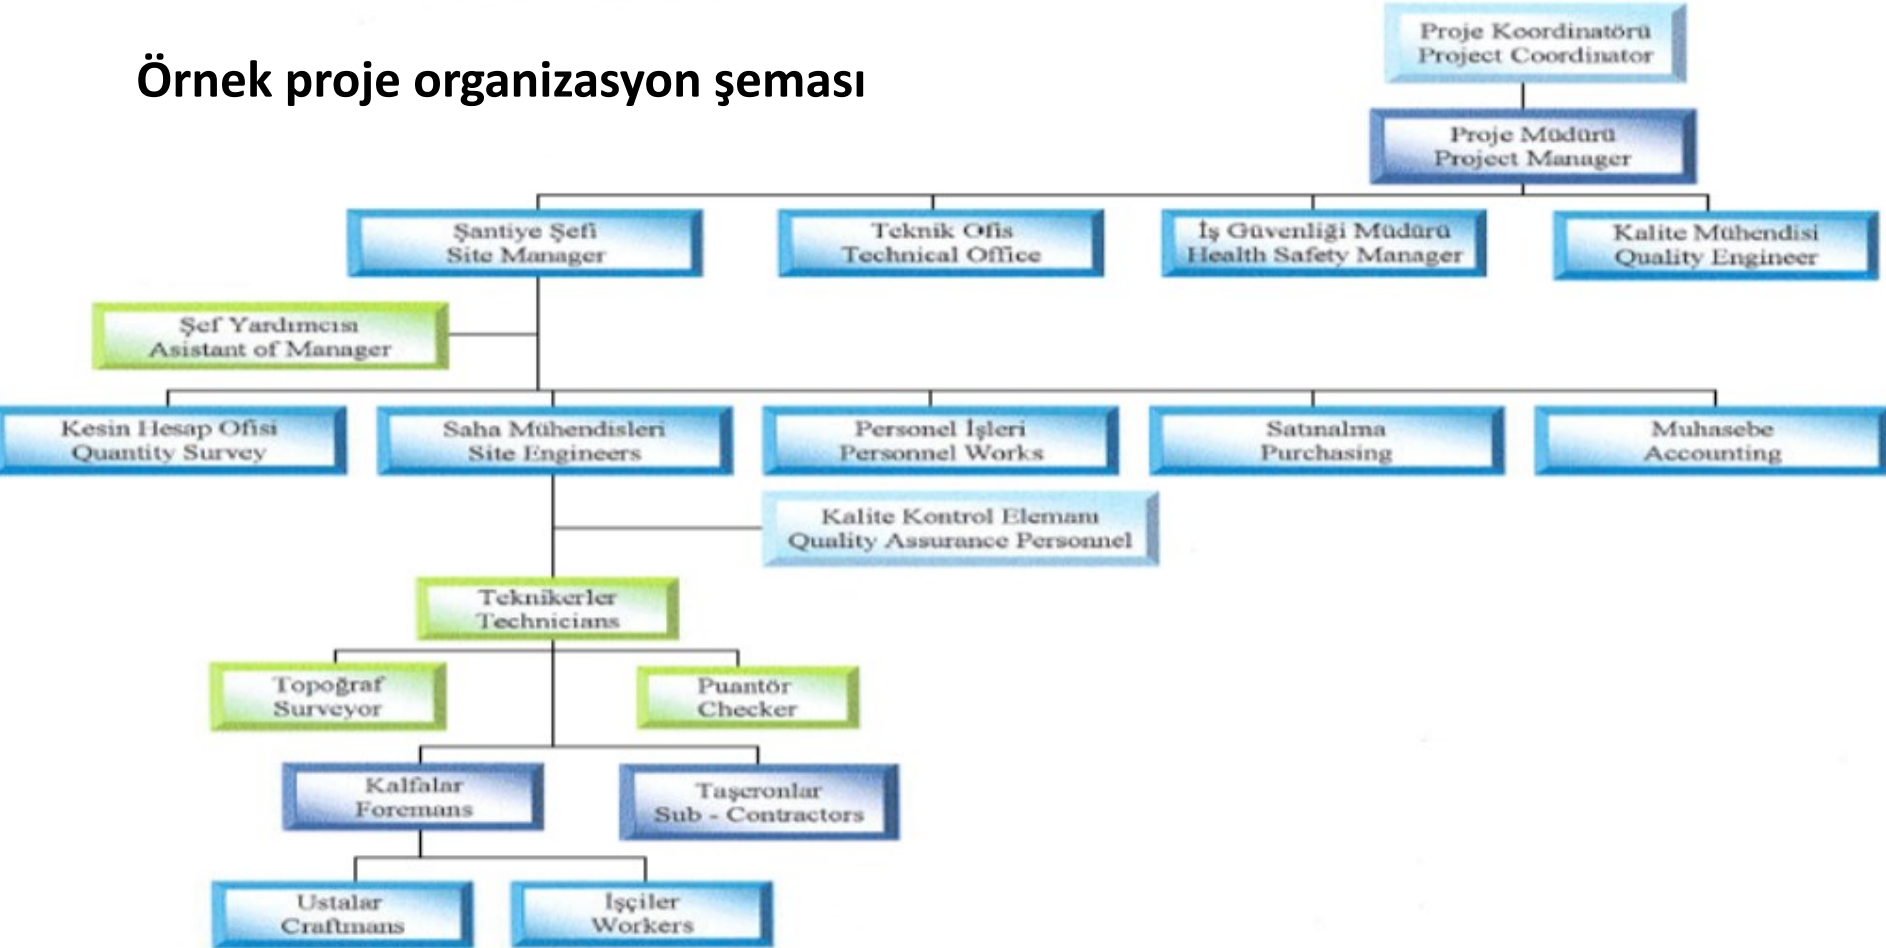 Örnek proje organizasyon şeması
Proje Koordinatörü
Project Coordinator
Proje Müdürü
Project Manager
Şantiye Şefi
Site Manager
Teknik Ofis
Technical Office
İş Güvenliği Müdürü
Health Safety Manager
Kalite Mühendisi
Quality Engineer
Şef Yardımcısı
Asistant of Manager
Kesin Hesap Ofisi
Quantity Survey
Saha Mühendisleri
Site Engineers
Personel İşleri
Personnel Works
Satınalma
Purchasing
Muhasebe
Accounting
Kalite Kontrol Elemanı
Quality Assurance Personnel
Teknikerler
Technicians
Topoğraf
Surveyor
Puantör
Checker
Kalfalar
Foremans
Taşeronlar
Sub - Contractors
Ustalar
Craftmans
İşçiler
Workers